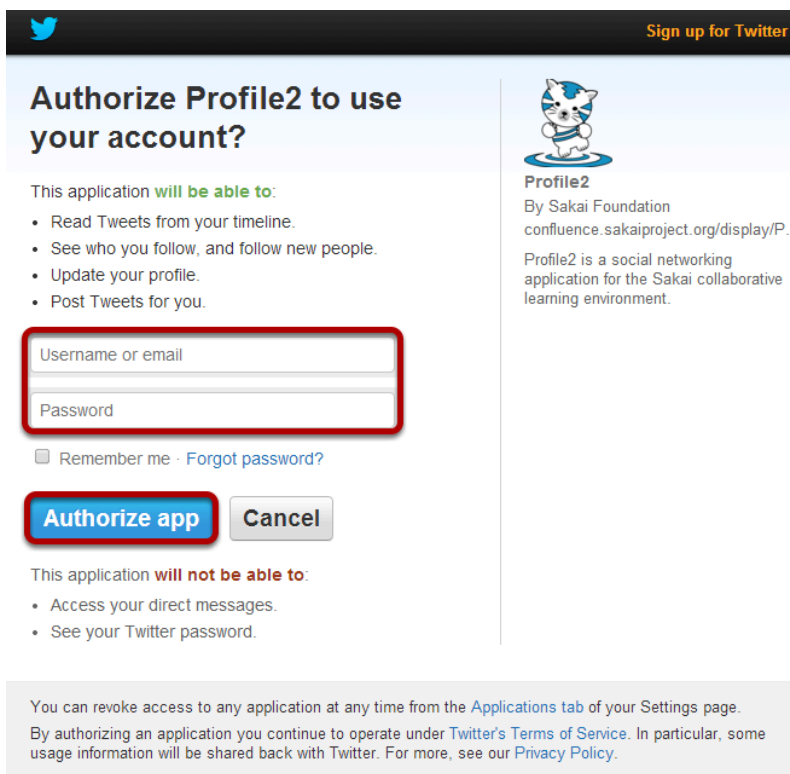 Sign up for Twitter
Authorize Profile2 to use
your account?
This application will be able to:
• Read Tweets from your timeline.
• See who you follow, and follow new people.
• Update your profile.
• Post Tweets for you.
Username or email
Password
Remember me · Forgot password?
Authorize app
Cancel
This application will not be able to:
• Access your direct messages.
• See your Twitter password.
Profile2
By Sakai Foundation
confluence.sakaiproject.org/display/P.
Profile2 is a social networking
application for the Sakai collaborative
learning environment.
You can revoke access to any application at any time from the Applications tab of your Settings page.
By authorizing an application you continue to operate under Twitter's Terms of Service. In particular, some
usage information will be shared back with Twitter. For more, see our Privacy Policy.